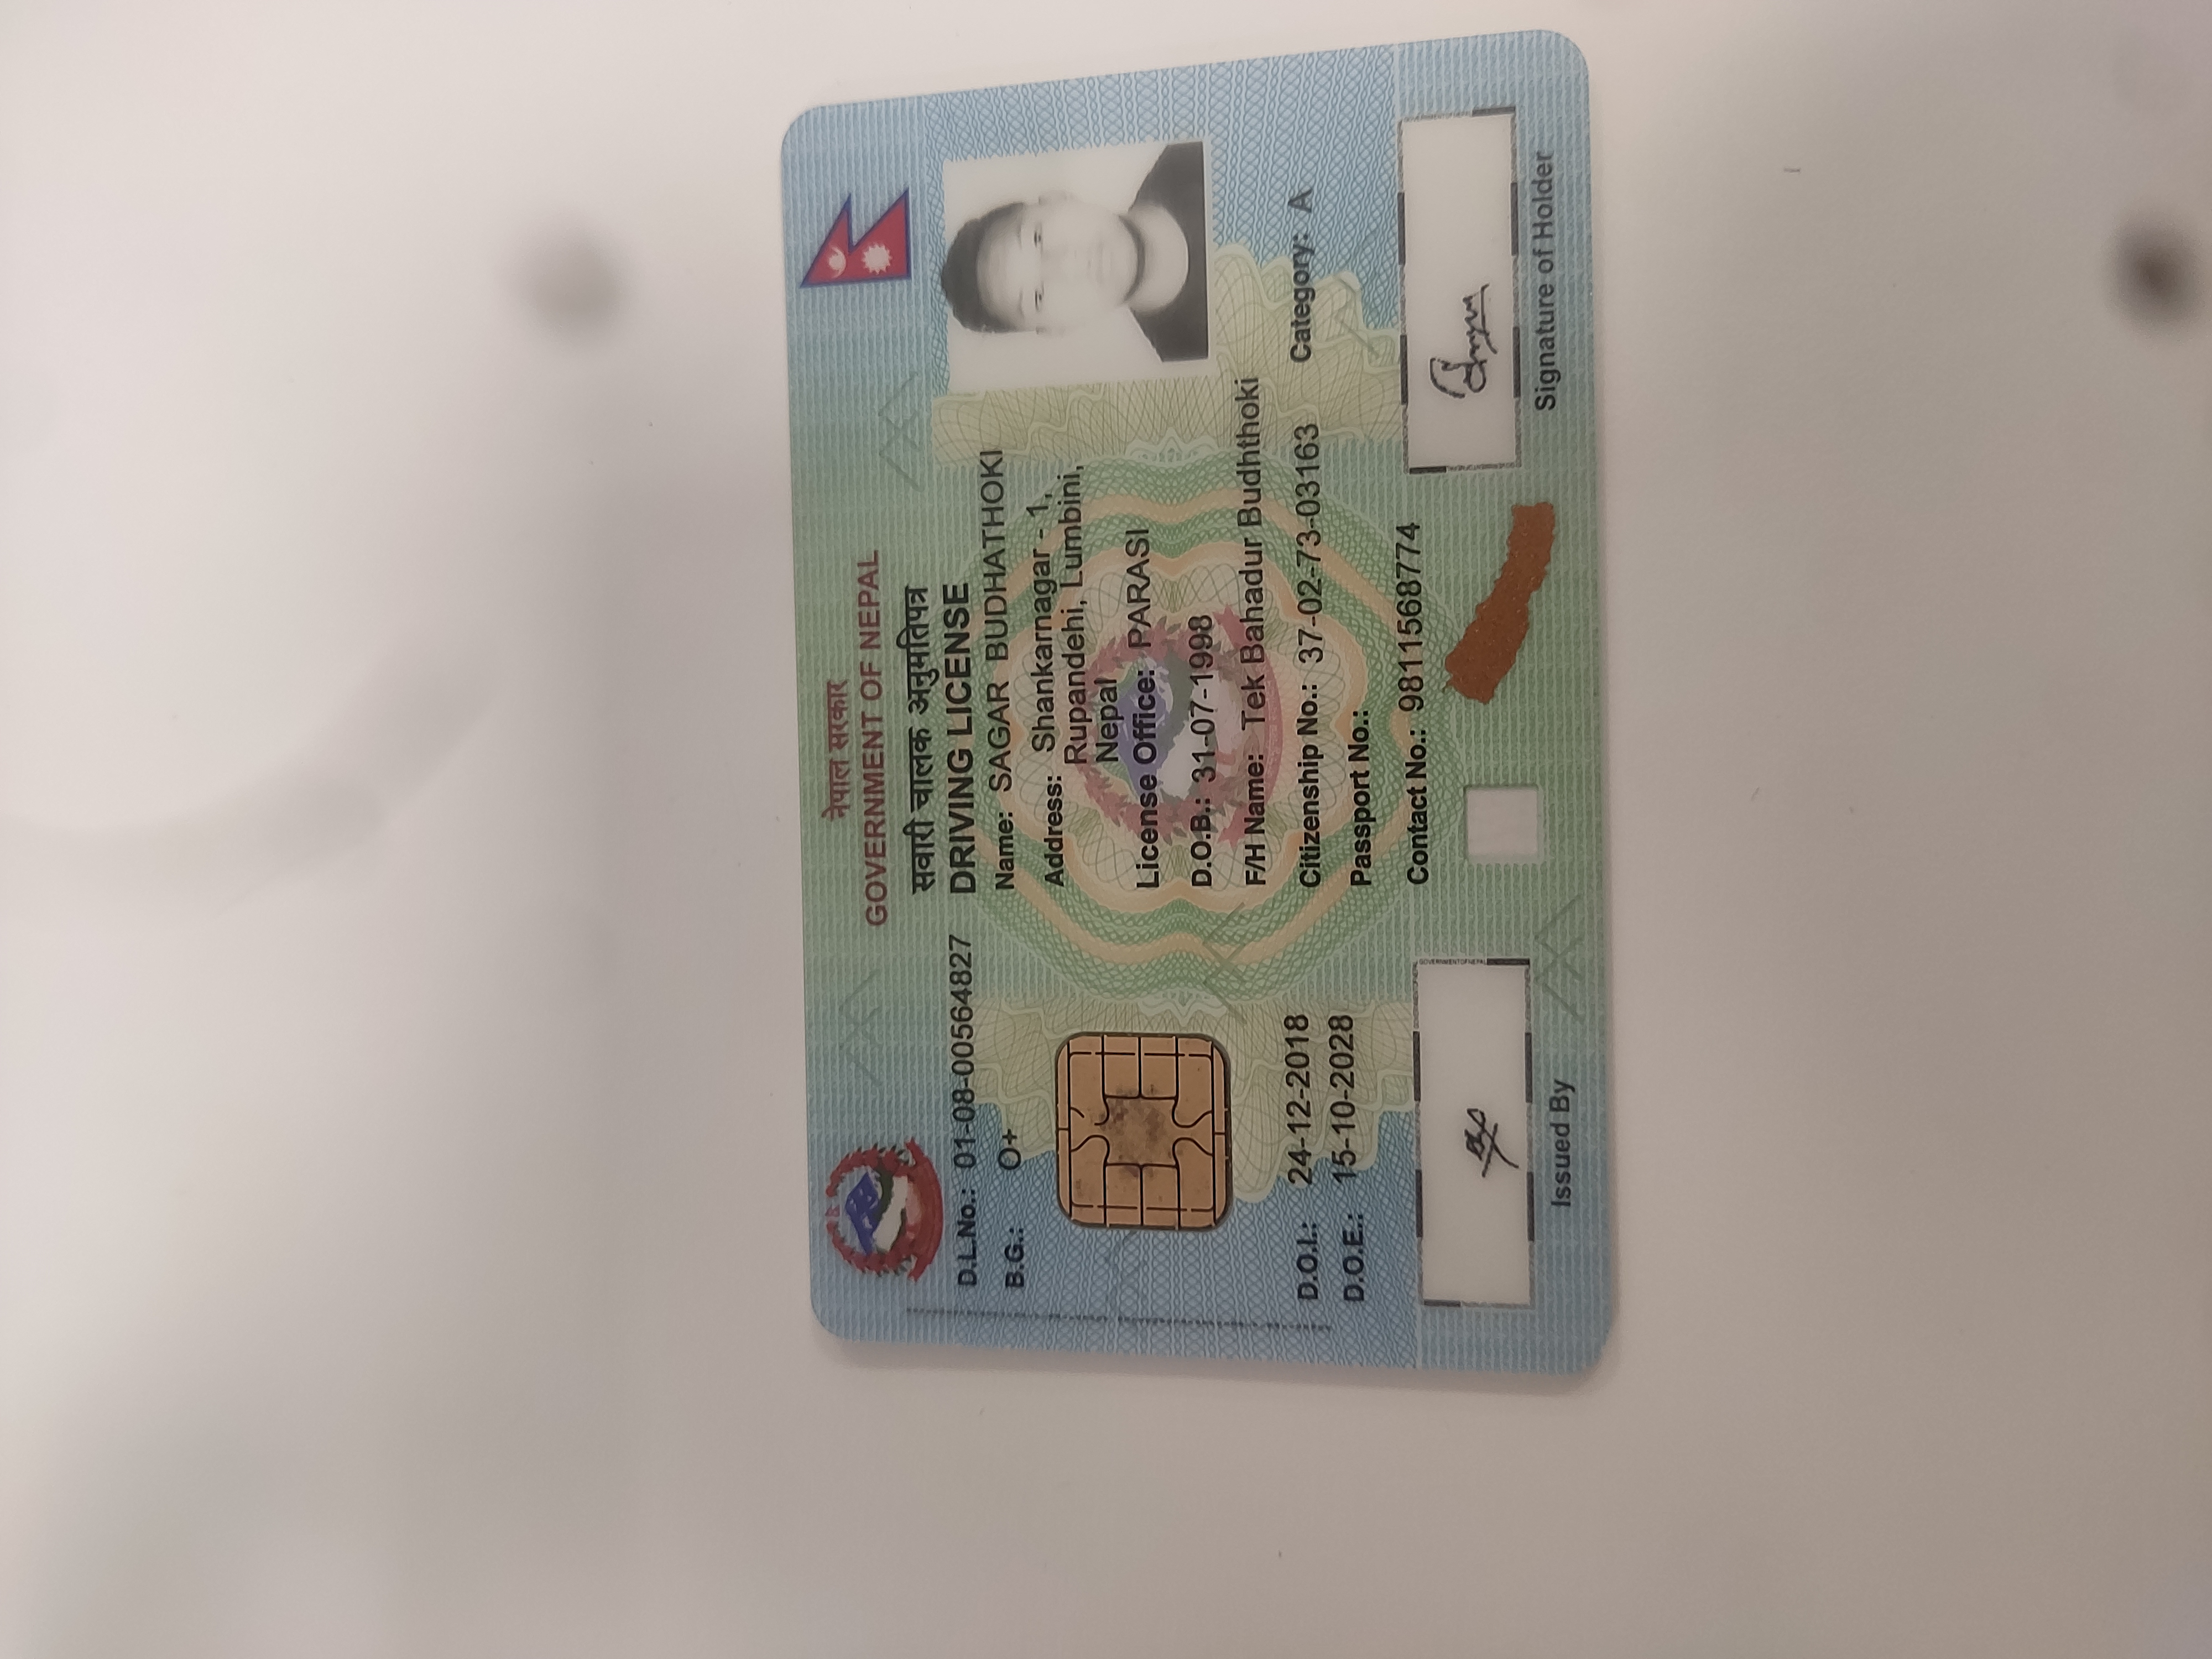 नेपाल सरकार
GOVERNMENT OF NEPAL
सवारी चालक अनुमतिपत्र
DRIVING LICENSE
D.L.No.: 01-08-00564827
B.G.: O+
Name: SAGAR BUDHATHOKI
Address: Shankarnagar - 1,
Rupandehi, Lumbini,
Nepal
License Office: PARASI
D.O.B.: 31-07-1998
F/H Name: Tek Bahadur Budhthoki
D.O.I.: 24-12-2018
D.O.E.: 15-10-2028
Citizenship No.: 37-02-73-03163
Category: A
Passport No.:
Contact No.: 9811568774
Issued By
Signature of Holder